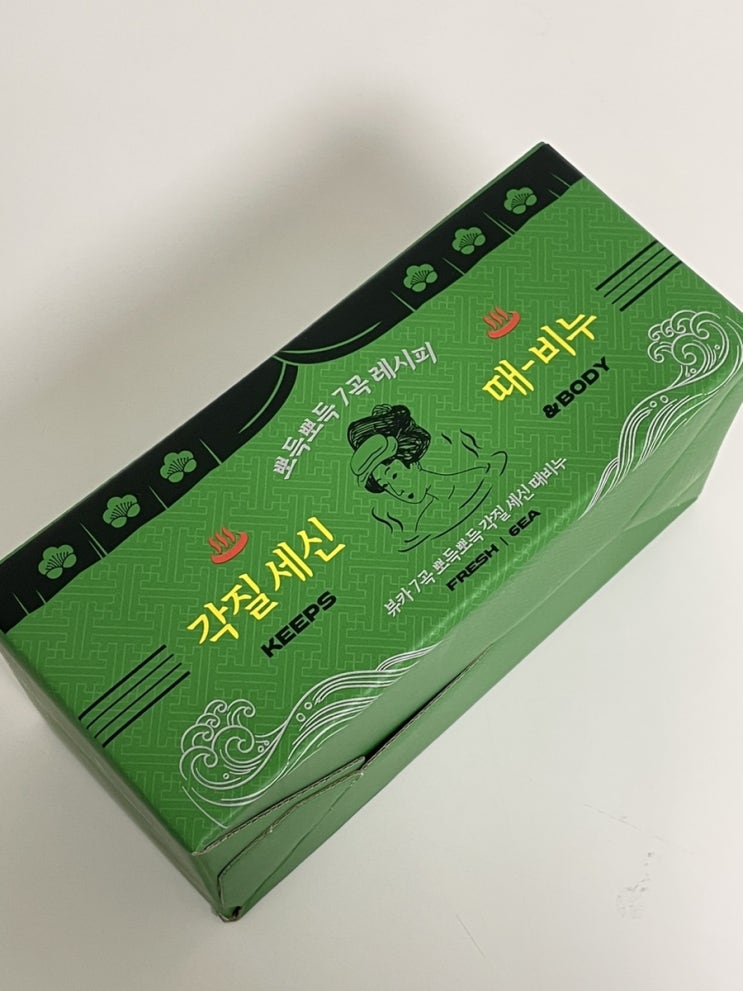 뽀득뽀득 7곡 레시피
각질 세신
KEEPS
때-비누
&BODY
뷰카 7곡 뽀득뽀득 각질 세신 때비누
FRESH | 6EA